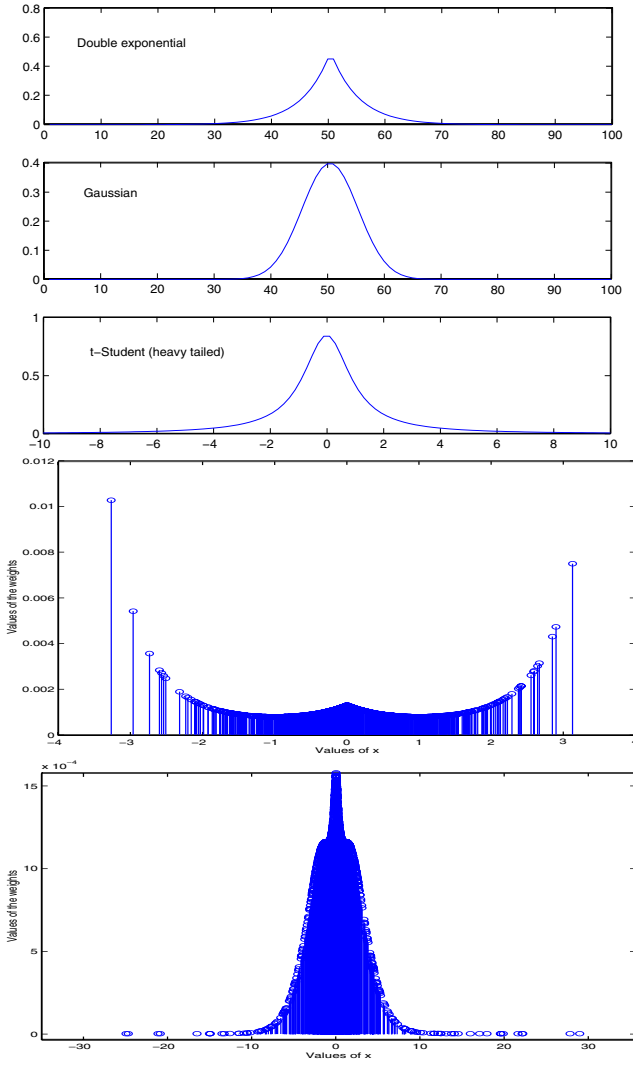 0.8
0.6
0.4
0.2
0
Double exponential
0 10 20 30 40 50 60 70 80 90 100
0.4
0.3
0.2
0.1
0
Gaussian
0 10 20 30 40 50 60 70 80 90 100
1
0.5
0
t−Student (heavy tailed)
−10 −8 −6 −4 −2 0 2 4 6 8 10
0.012
0.01
0.008
0.006
0.004
0.002
0
Values of the weights
−4 −3 −2 −1 0 1 2 3 4
Values of x
x 10⁻⁴
15
10
5
0
Values of the weights
−30 −20 −10 0 10 20 30
Values of x